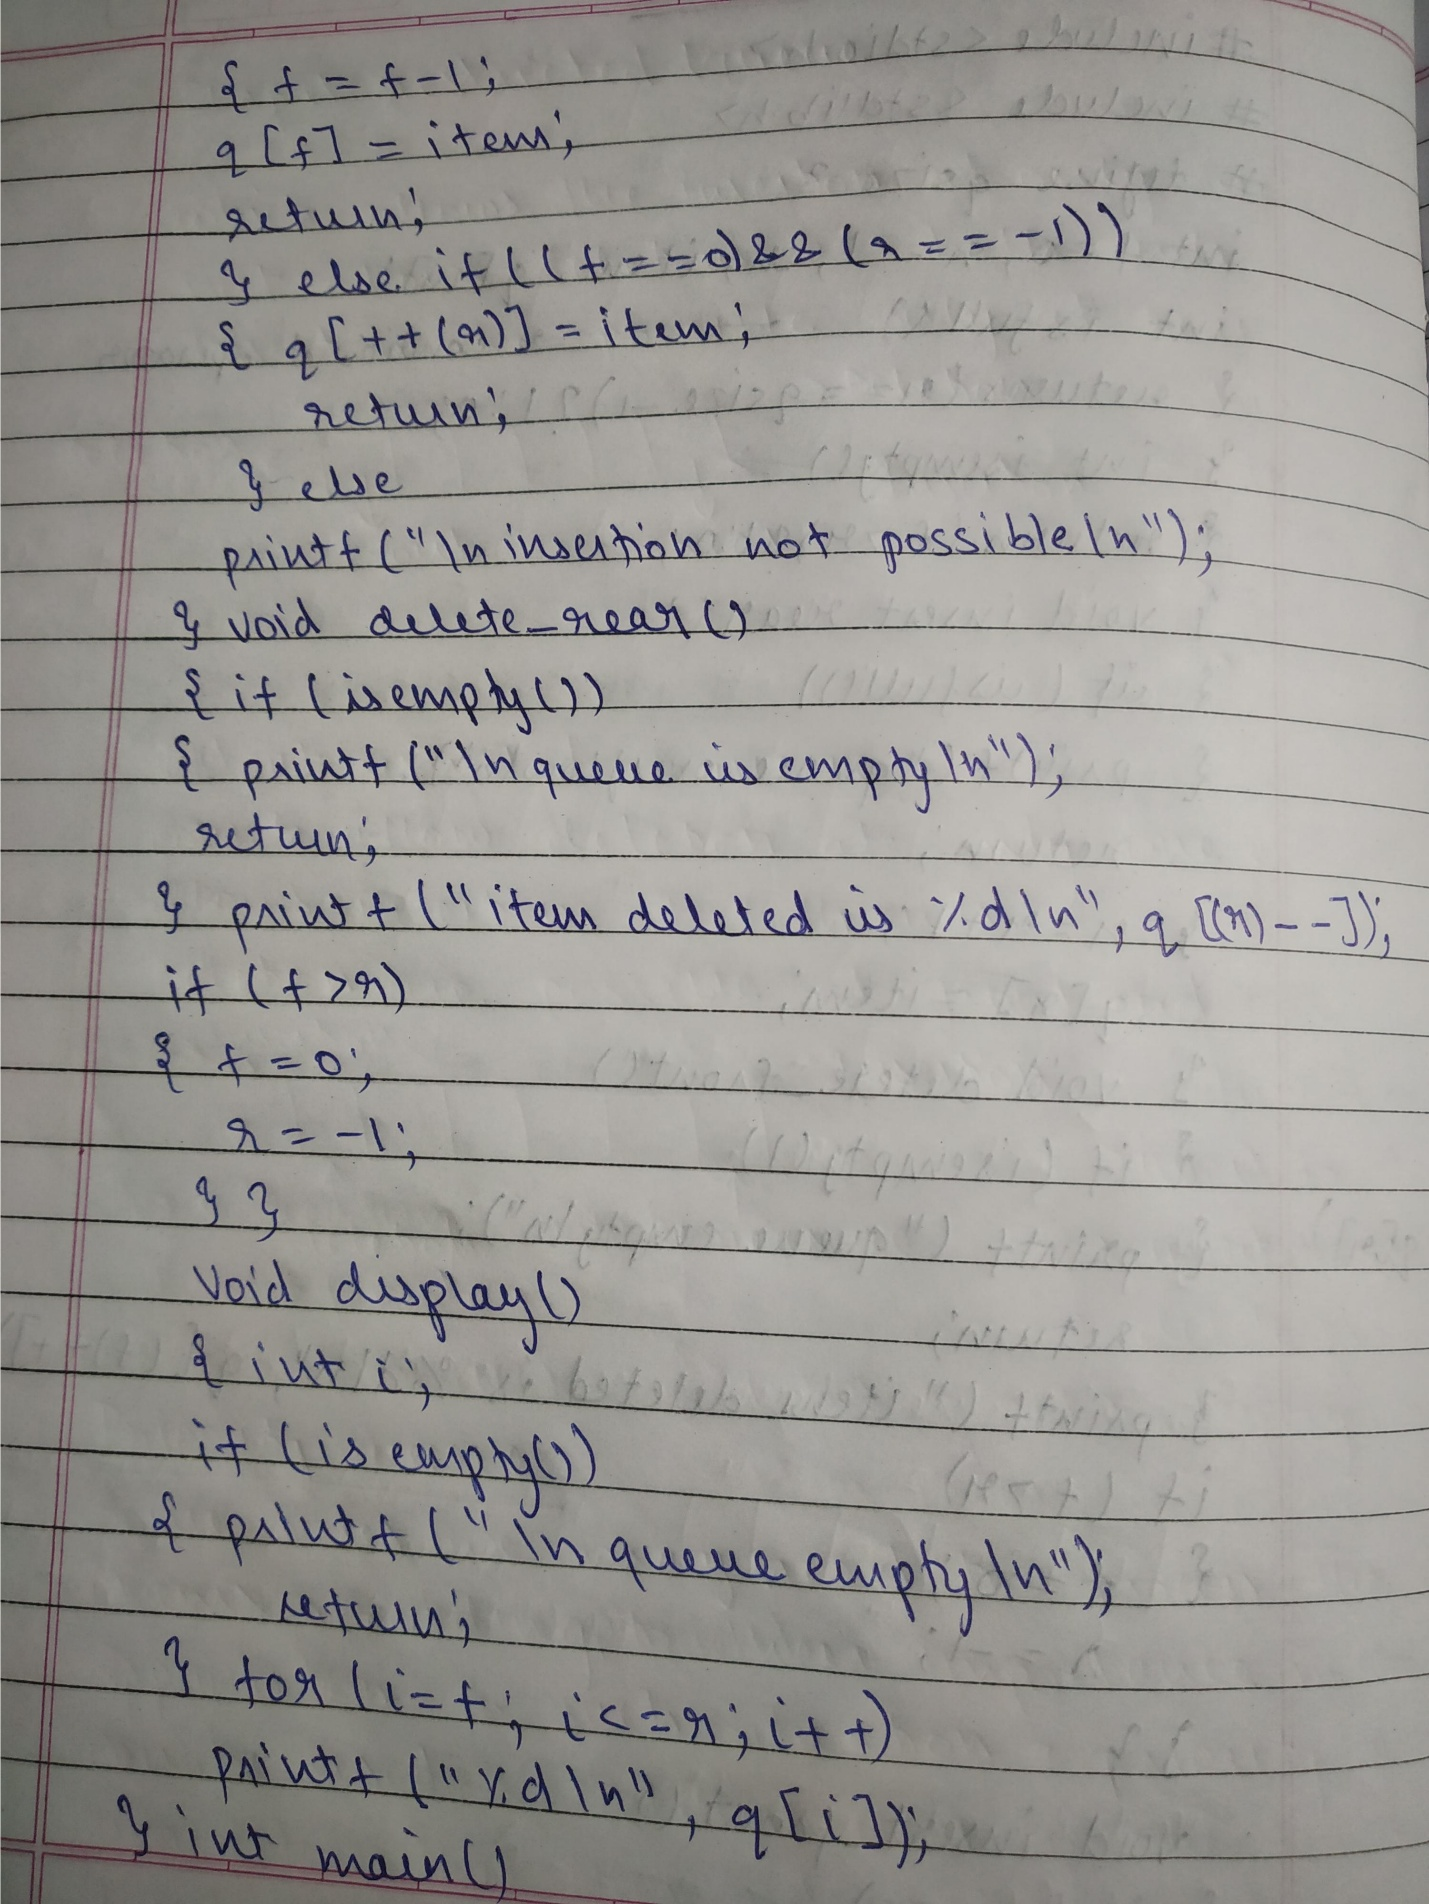 { f = f-1;
q[f] = item;
return;
} else if((f==0)&&(r==-1))
{ q[++(r)] = item;
return;
} else
printf("\n insertion not possible\n");
} void delete_rear()
{ if (isempty())
{ printf("\n queue is empty\n");
return;
} printf("item deleted is %d\n", q[(r)--]);
if (f>r)
{ f=0;
r=-1;
} }
void display()
{ int i;
if (isempty())
{ printf("\n queue empty\n");
return;
} for(i=f; i<=r; i++)
printf("%d\n", q[i]);
} int main()